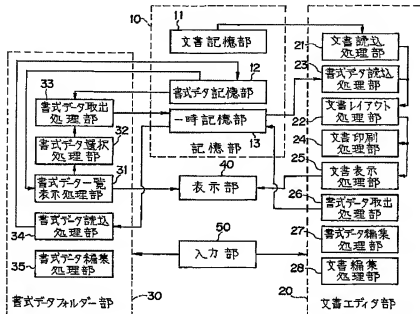 10
11
文書記憶部
12
書式データ記憶部
一時記憶部
13
記憶部
33
書式データ取出
処理部
32
書式データ選択
処理部
31
書式データ一覧
表示処理部
34
書式データ読込
処理部
35
書式データ編集
処理部
書式データフォルダー部
30
40
表示部
50
入力部
21
文書読込
処理部
23
書式データ読込
処理部
22
文書レイアウト
処理部
24
文書印刷
処理部
25
文書表示
処理部
26
書式データ取出
処理部
27
書式データ編集
処理部
28
文書編集
処理部
20
文書エディタ部